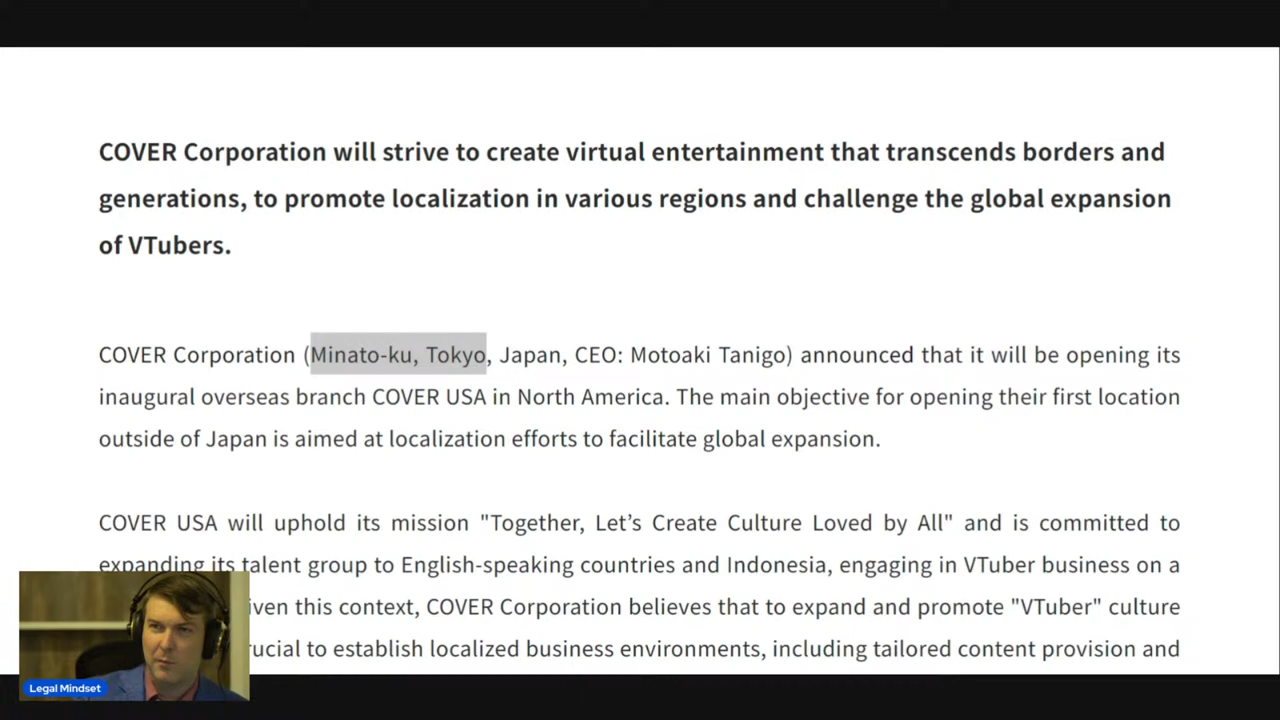 COVER Corporation will strive to create virtual entertainment that transcends borders and
generations, to promote localization in various regions and challenge the global expansion
of VTubers.
COVER Corporation (Minato-ku, Tokyo, Japan, CEO: Motoaki Tanigo) announced that it will be opening its
inaugural overseas branch COVER USA in North America. The main objective for opening their first location
outside of Japan is aimed at localization efforts to facilitate global expansion.
COVER USA will uphold its mission "Together, Let’s Create Culture Loved by All" and is committed to
expanding its talent group to English-speaking countries and Indonesia, engaging in VTuber business on a
this context, COVER Corporation believes that to expand and promote "VTuber" culture
to establish localized business environments, including tailored content provision and
Legal Mindset